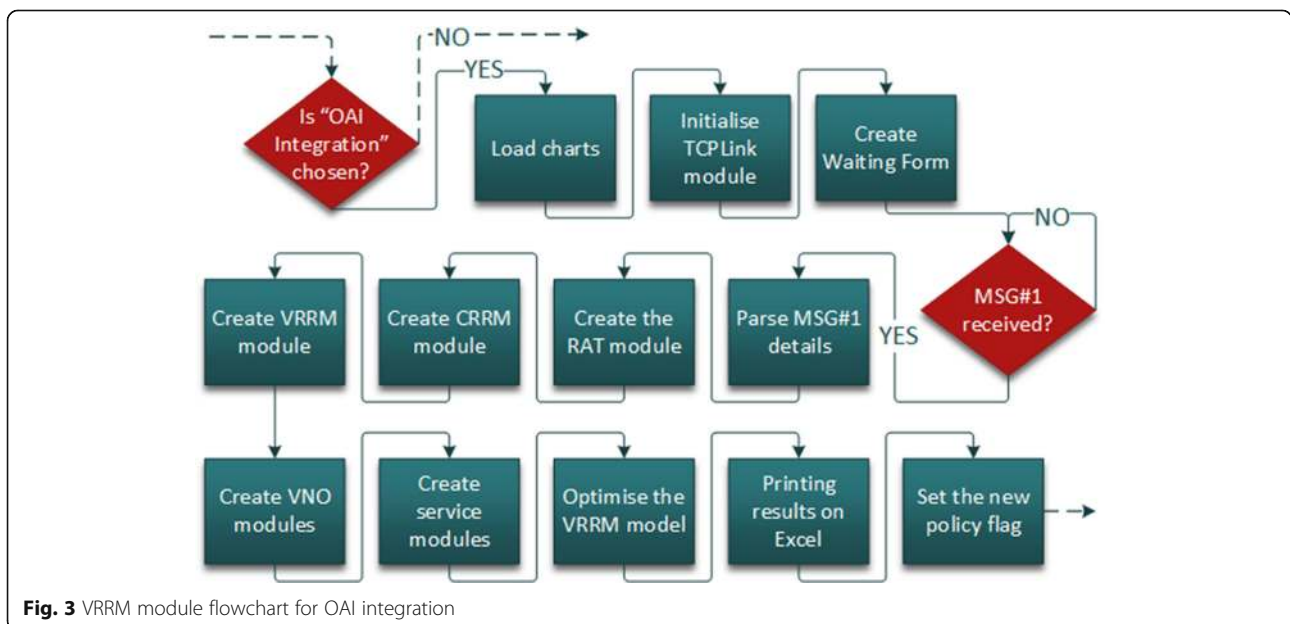 NO
YES
Is "OAI
Integration"
chosen?
Load charts
Initialise
TCPLink
module
Create
Waiting Form
NO
MSG#1
received?
YES
Parse MSG#1
details
Create the
RAT module
Create CRRM
module
Create VRRM
module
Create VNO
modules
Create
service
modules
Optimise the
VRRM model
Printing
results on
Excel
Set the new
policy flag
Fig. 3 VRRM module flowchart for OAI integration